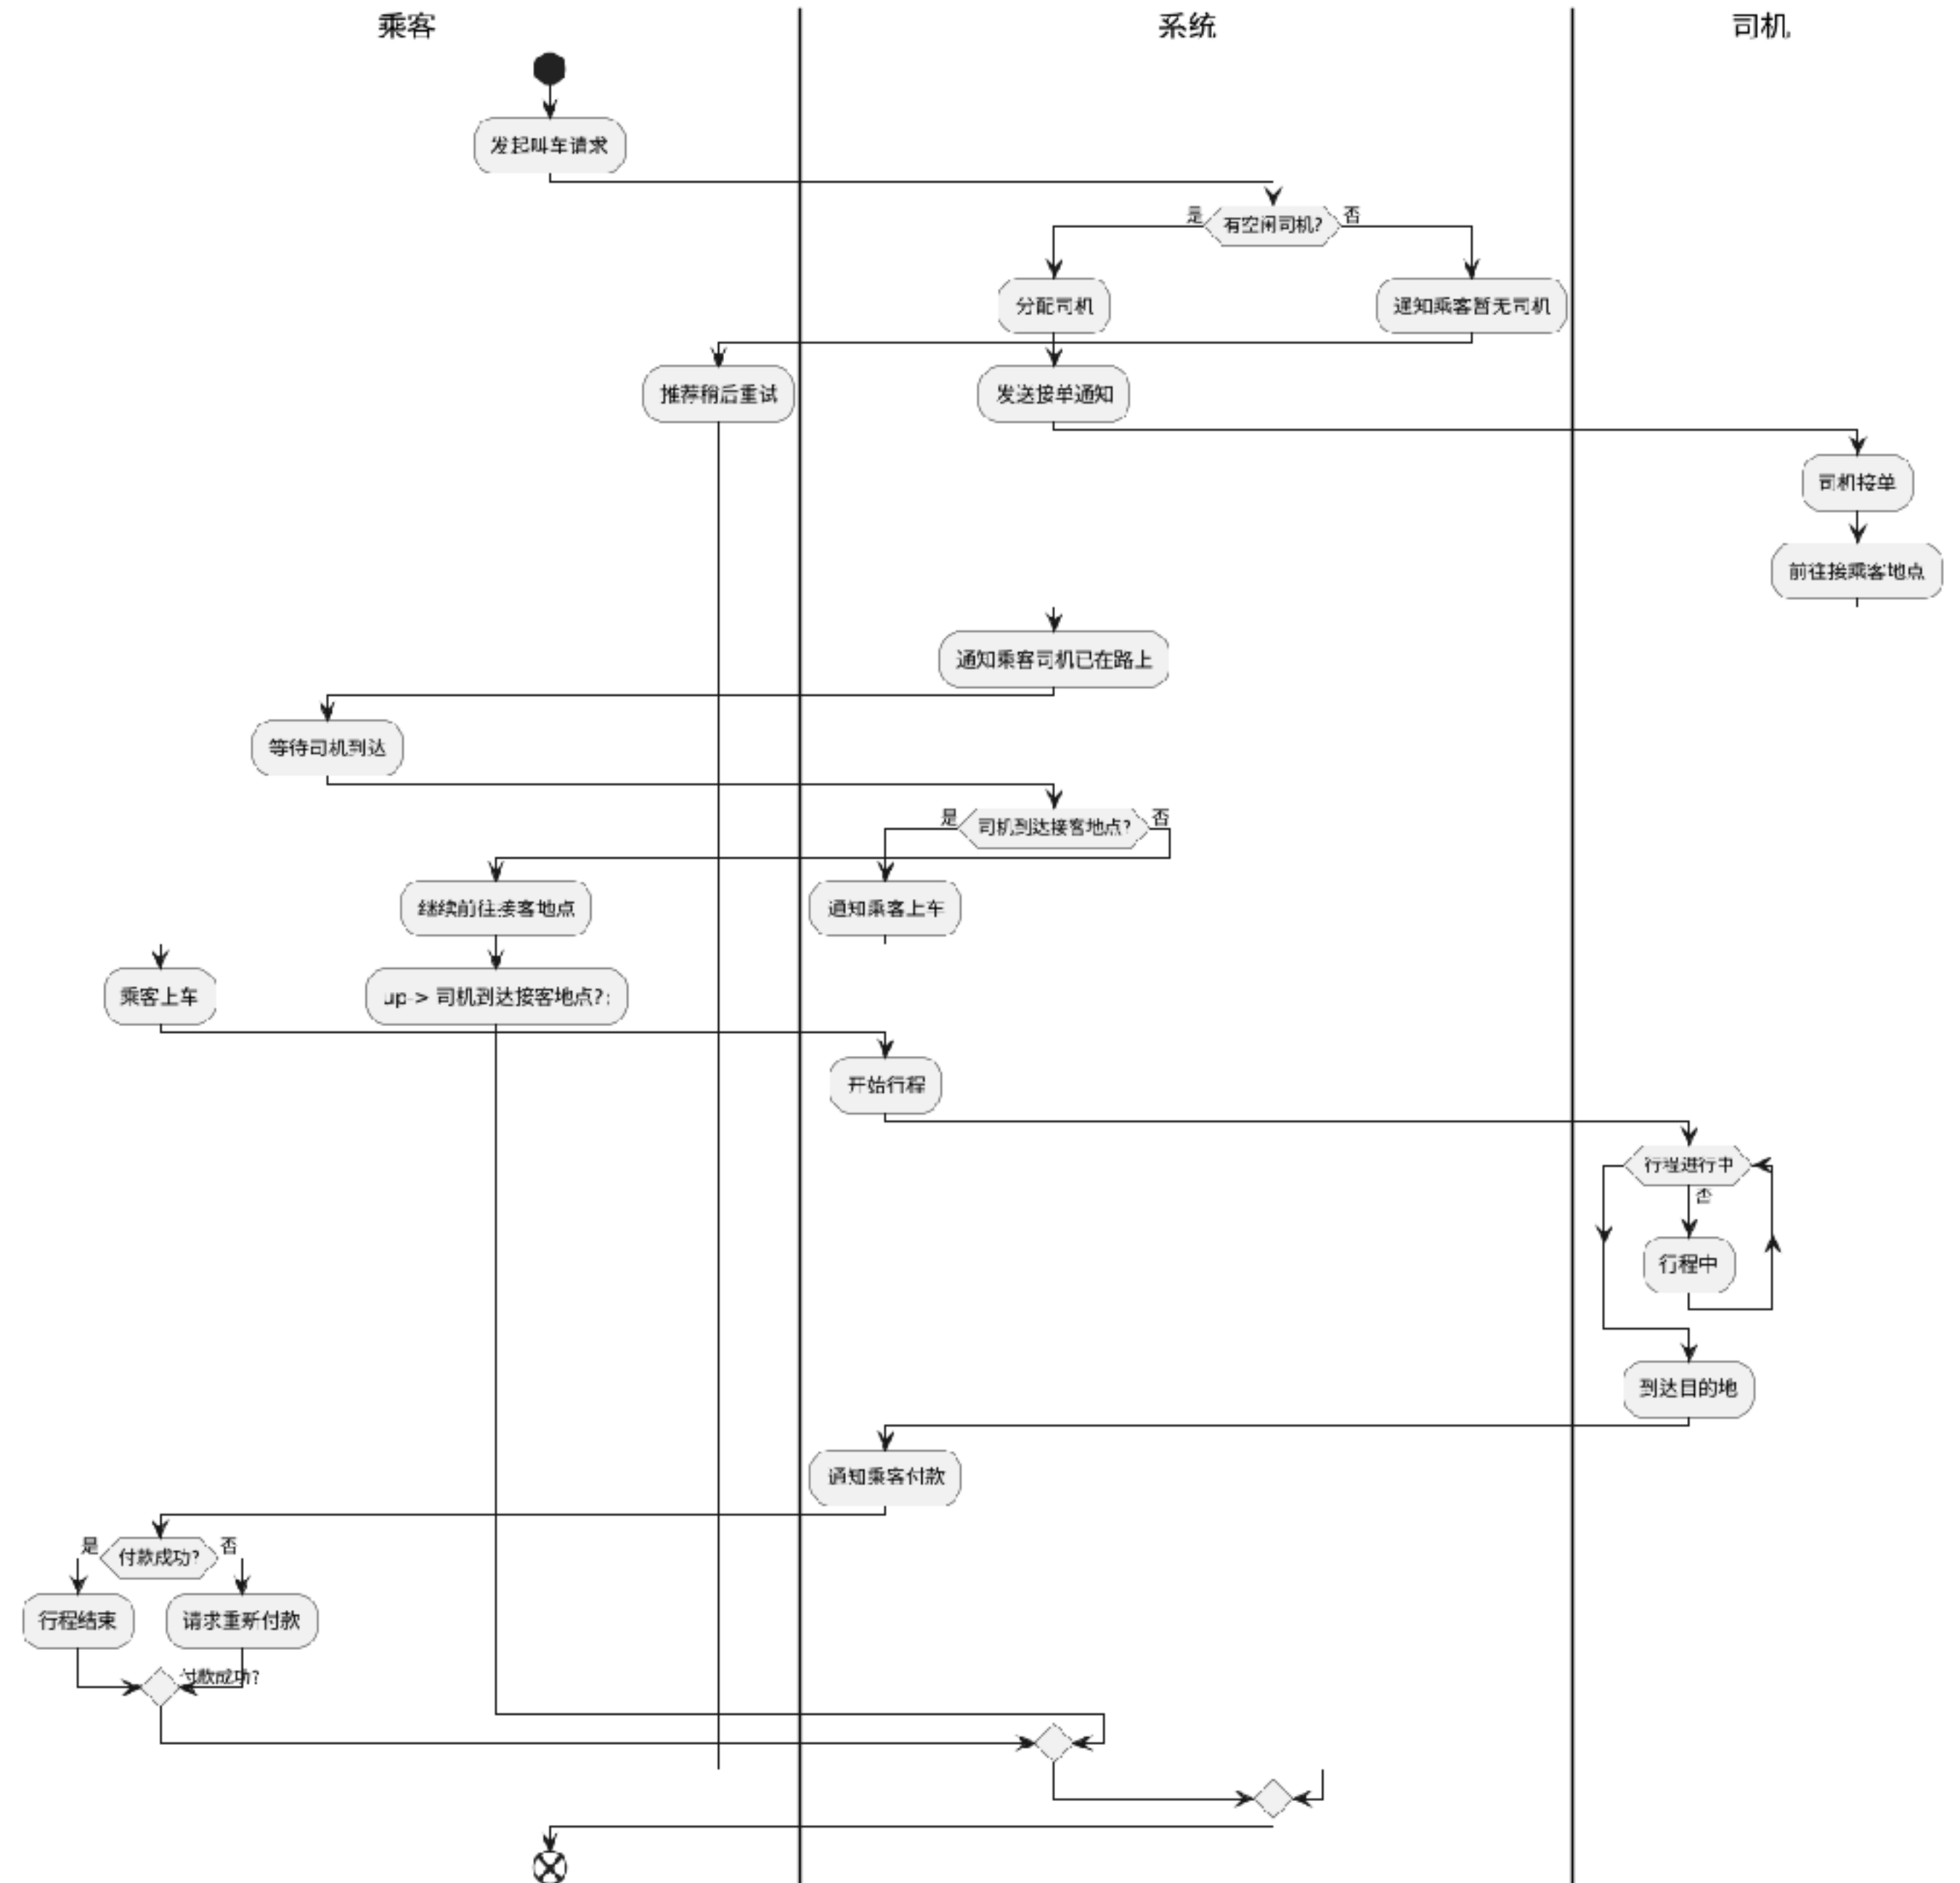 乘客
系统
司机
发起叫车请求
是
有空闲司机?
否
分配司机
通知乘客暂无司机
推荐稍后重试
发送接单通知
司机接单
前往接乘客地点
通知乘客司机已在路上
等待司机到达
是
司机到达接客地点?
否
继续前往接客地点
通知乘客上车
乘客上车
up-> 司机到达接客地点?:
开始行程
行程进行中
否
行程中
到达目的地
通知乘客付款
是
付款成功?
否
行程结束
请求重新付款
付款成功?